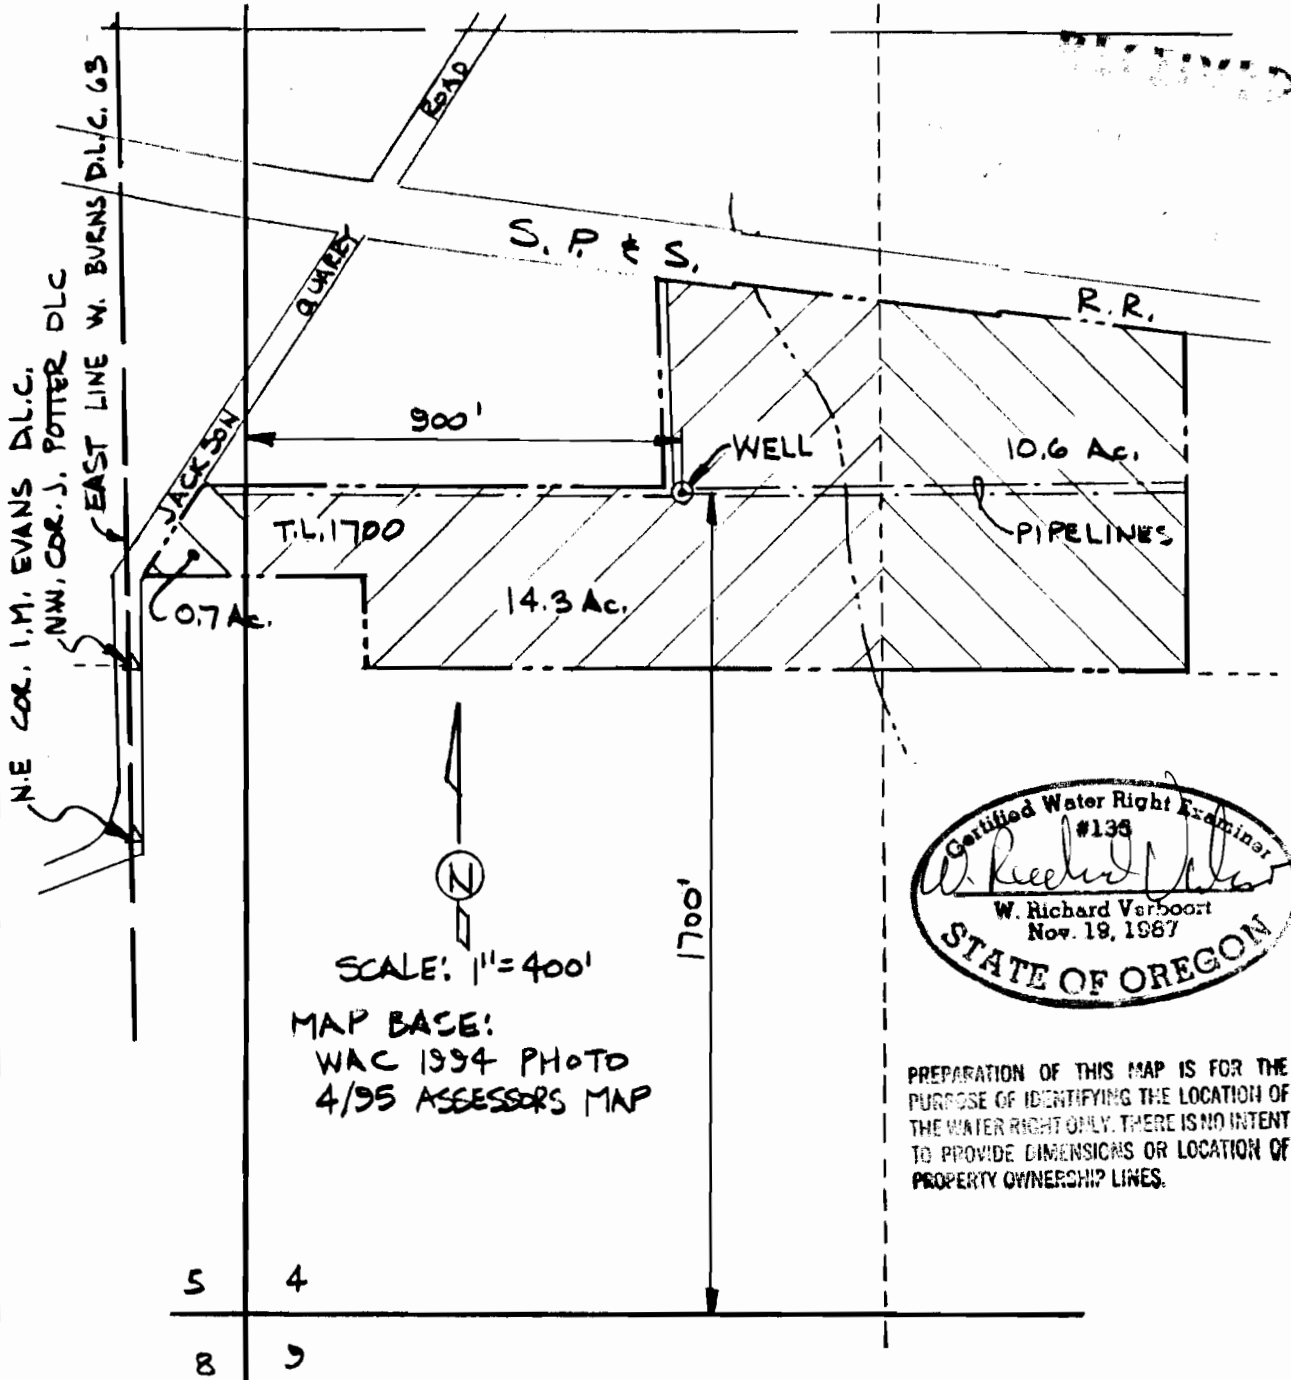 EAST LINE W. BURNS D.L.C. 63
N.E COR. I.M. EVANS D.L.C.
N.W. COR. J. POTTER DLC
JACKSON QUARRY ROAD
S. P. & S. R.R.
900'
WELL
10.6 Ac.
PIPELINES
T.L. 1700
14.3 Ac.
0.7 Ac.
1700'
N
SCALE: 1"=400'
MAP BASE:
WAC 1994 PHOTO
4/95 ASSESSORS MAP
Certified Water Right Examiner
#135
W. Richard Verboort
Nov. 19, 1987
STATE OF OREGON
PREPARATION OF THIS MAP IS FOR THE
PURPOSE OF IDENTIFYING THE LOCATION OF
THE WATER RIGHT ONLY. THERE IS NO INTENT
TO PROVIDE DIMENSIONS OR LOCATION OF
PROPERTY OWNERSHIP LINES.
5 4
8 9